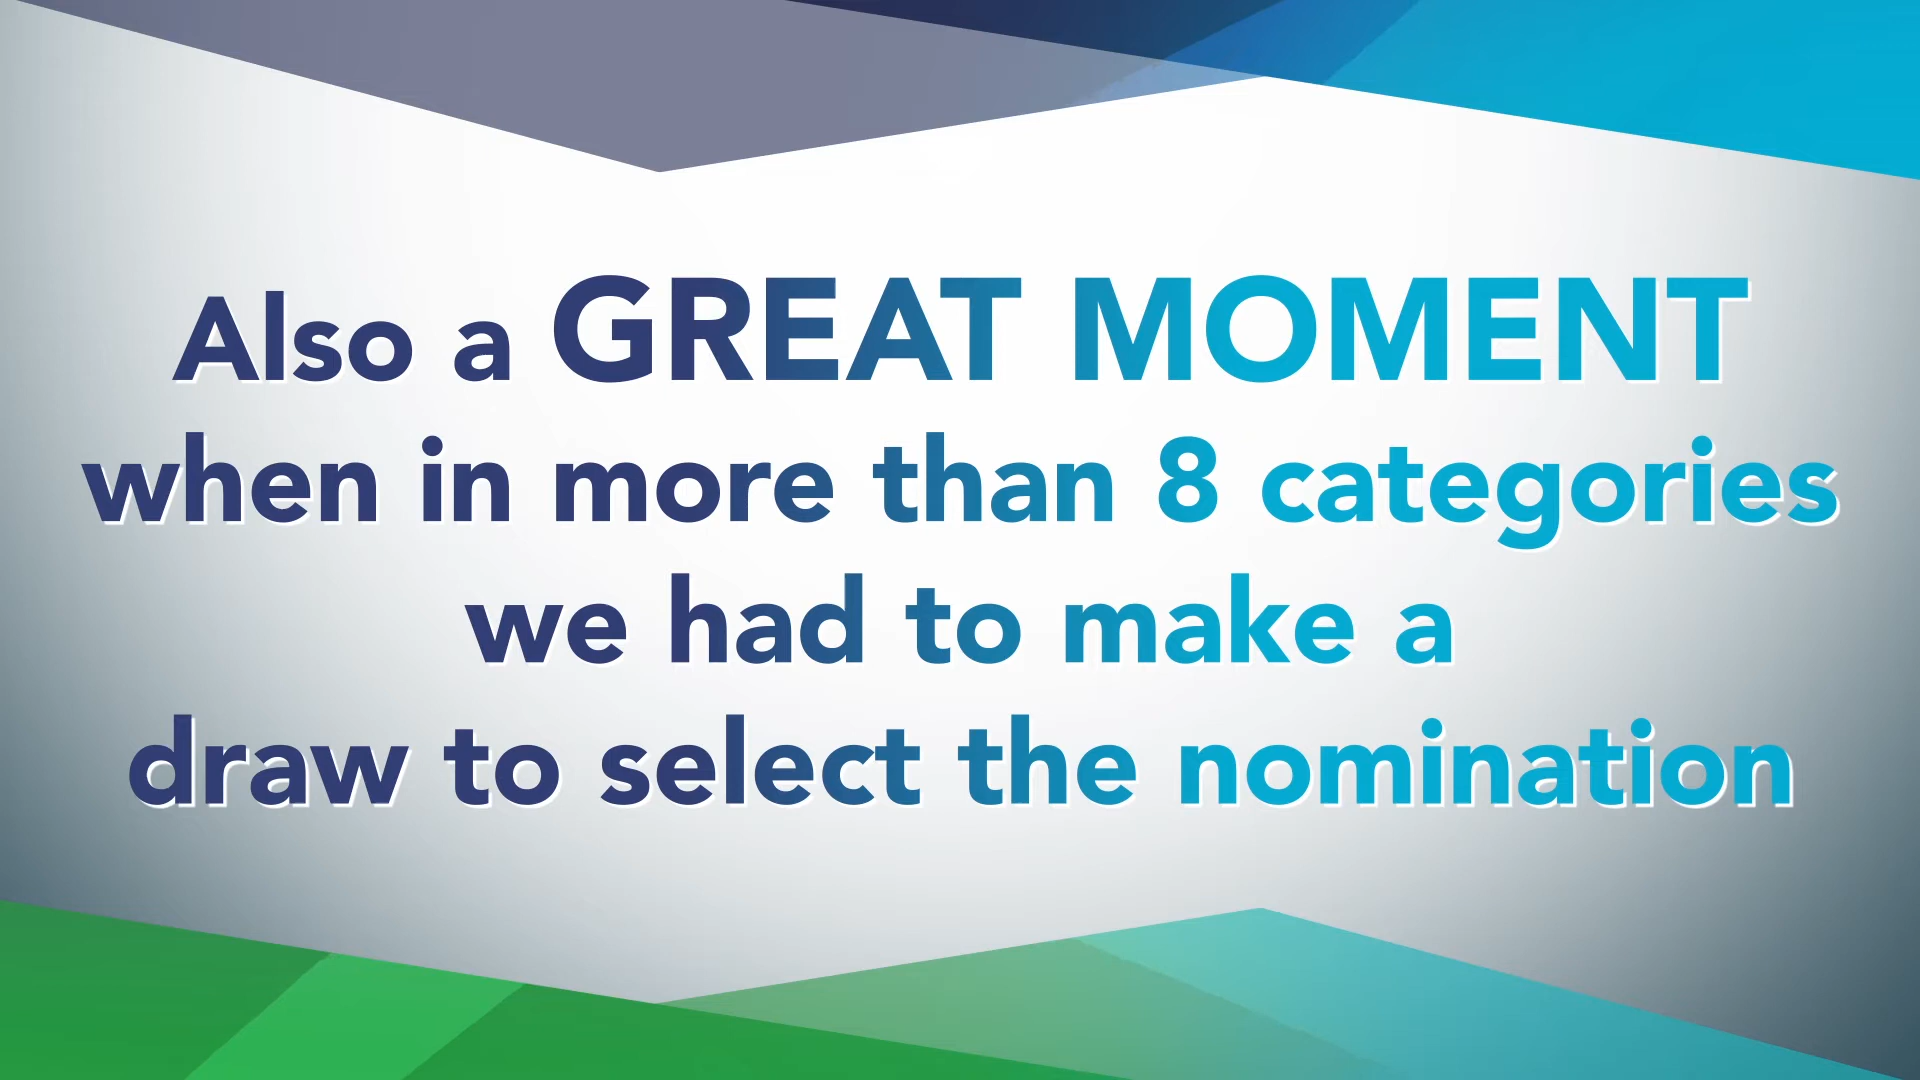 Also a GREAT MOMENT
when in more than 8 categories
we had to make a
draw to select the nomination